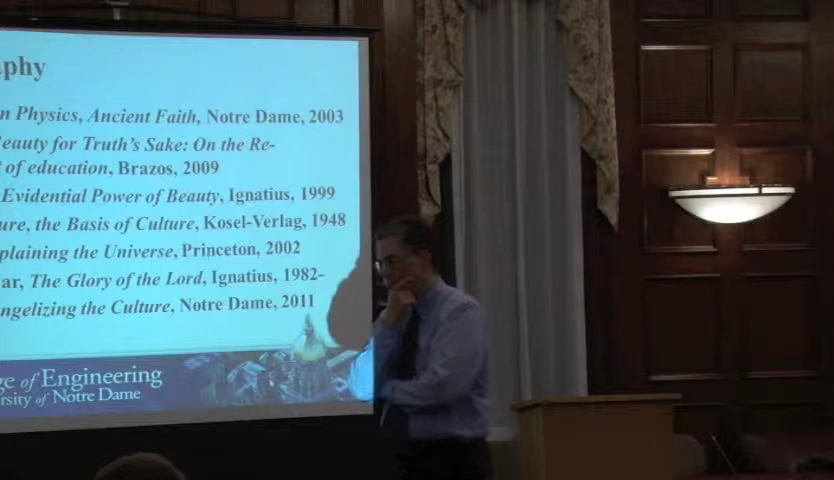 aphy
n Physics, Ancient Faith, Notre Dame, 2003
Beauty for Truth's Sake: On the Re-
t of education, Brazos, 2009
Evidential Power of Beauty, Ignatius, 1999
ure, the Basis of Culture, Kosel-Verlag, 1948
plaining the Universe, Princeton, 2002
ar, The Glory of the Lord, Ignatius, 1982-
ngelizing the Culture, Notre Dame, 2011
ge of Engineering
rsity of Notre Dame